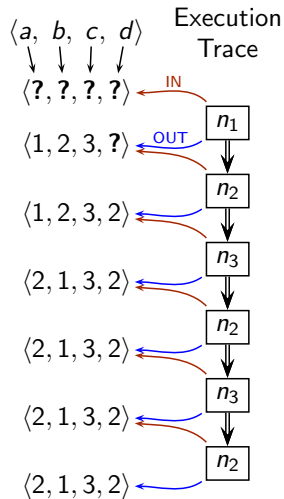 ⟨a, b, c, d⟩
Execution
Trace
⟨?, ?, ?, ?⟩
IN
n1
⟨1, 2, 3, ?⟩
OUT
n2
⟨1, 2, 3, 2⟩
n3
⟨2, 1, 3, 2⟩
n2
⟨2, 1, 3, 2⟩
n3
⟨2, 1, 3, 2⟩
n2
⟨2, 1, 3, 2⟩